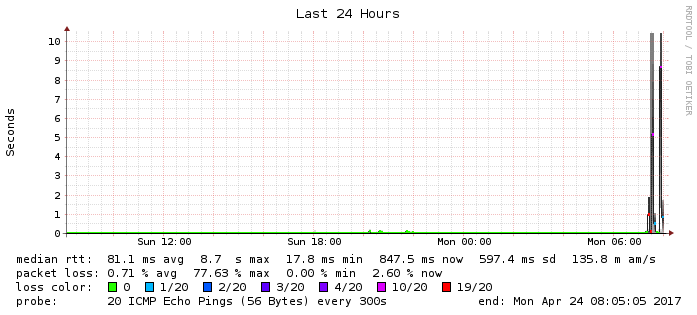 Last 24 Hours
RRDTOOL / TOBI OETIKER
Seconds
10
9
8
7
6
5
4
3
2
1
0
Sun 12:00 Sun 18:00 Mon 00:00 Mon 06:00
median rtt: 81.1 ms avg 8.7 s max 17.8 ms min 847.5 ms now 597.4 ms sd 135.8 m am/s
packet loss: 0.71 % avg 77.63 % max 0.00 % min 2.60 % now
loss color: 0 1/20 2/20 3/20 4/20 10/20 19/20
probe: 20 ICMP Echo Pings (56 Bytes) every 300s end: Mon Apr 24 08:05:05 2017